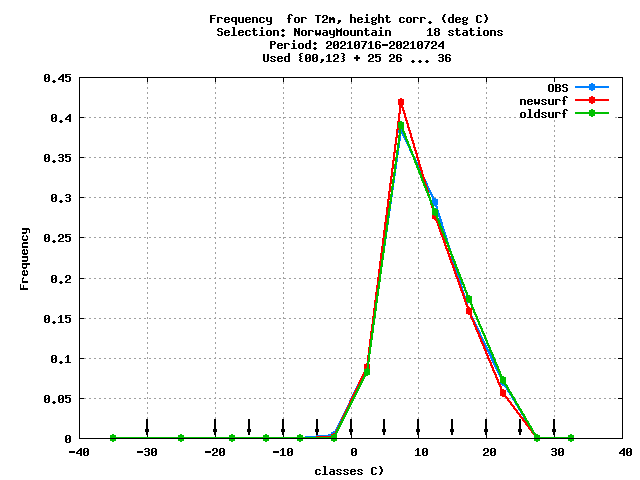 Frequency  for T2m, height corr. (deg C)
Selection: NorwayMountain     18 stations
Period: 20210716-20210724
Used {00,12} + 25 26 ... 36
0.45
0.4
0.35
0.3
0.25
0.2
0.15
0.1
0.05
0
Frequency
OBS
newsurf
oldsurf
-40 -30 -20 -10 0 10 20 30 40
classes C)